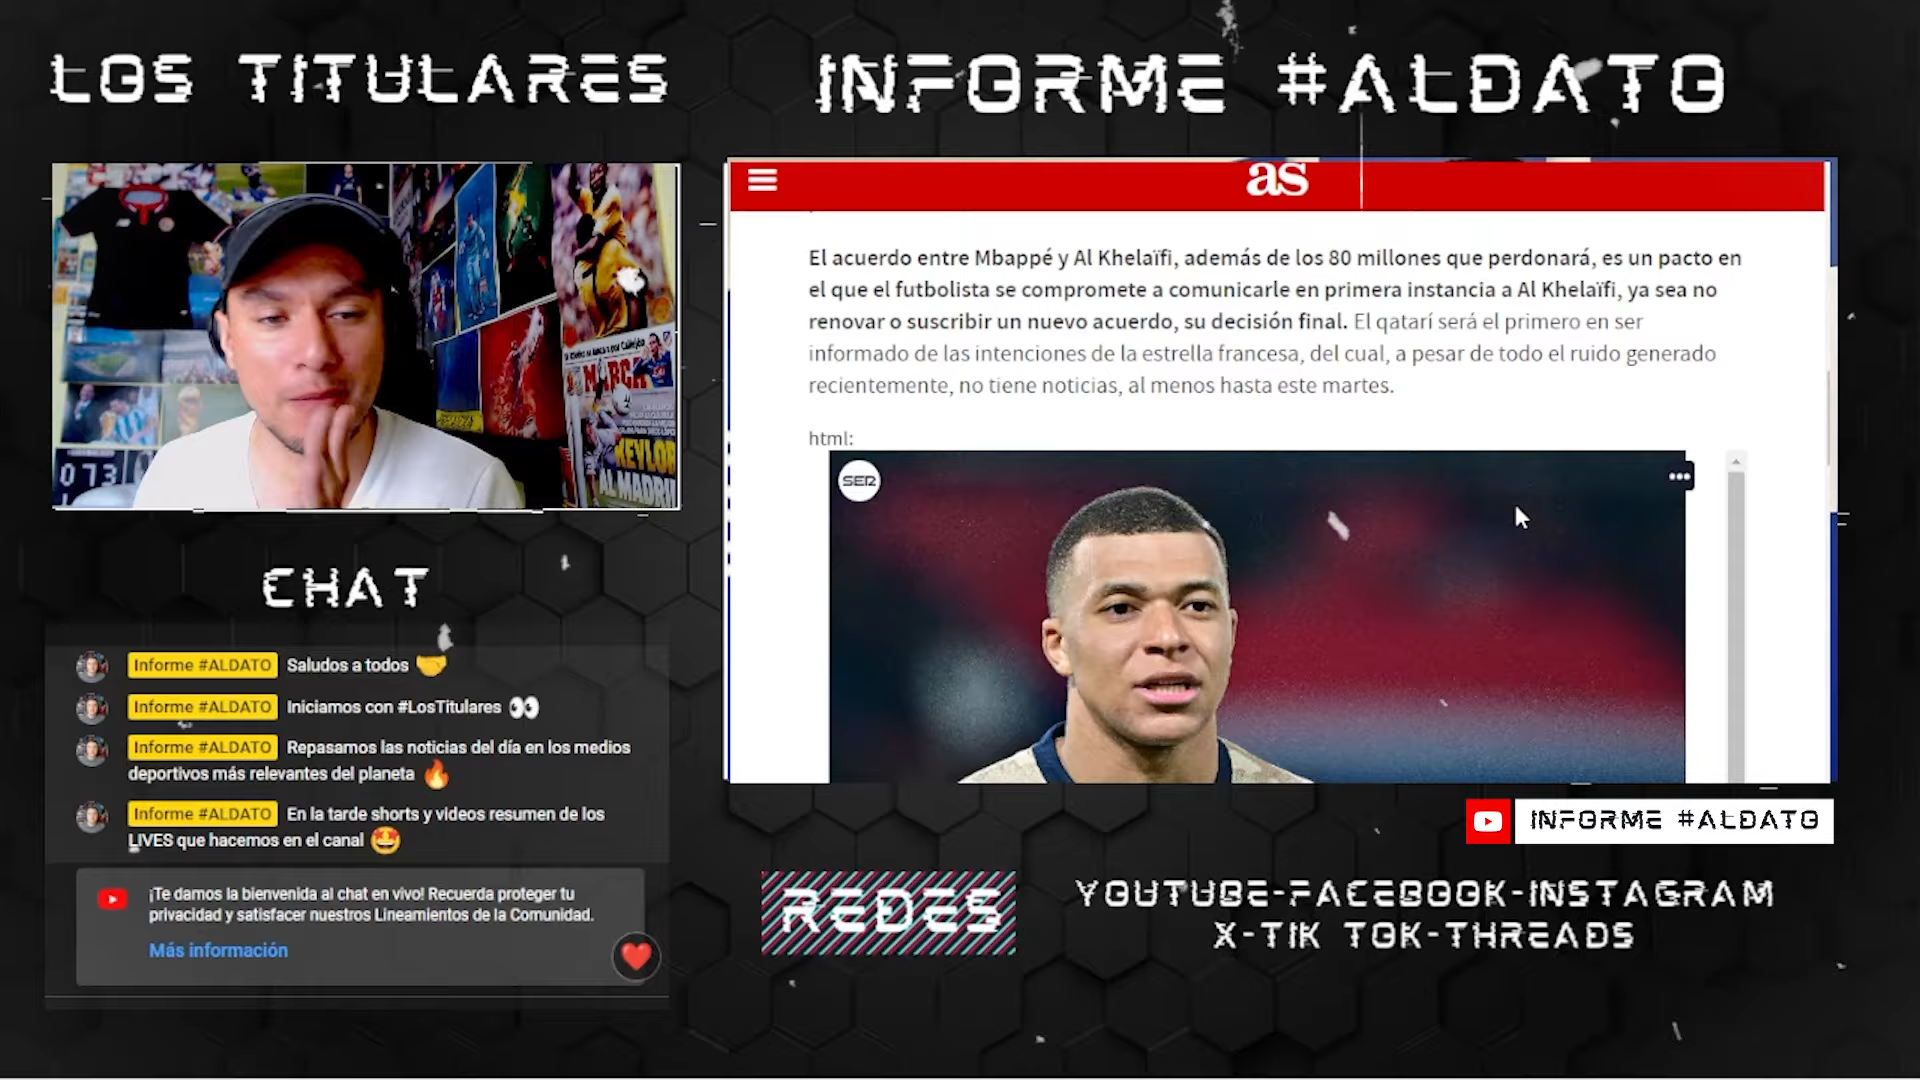 LOS TITULARES
INFORME #ALDATO
as
El acuerdo entre Mbappé y Al Khelaïfi, además de los 80 millones que perdonará, es un pacto en
el que el futbolista se compromete a comunicarle en primera instancia a Al Khelaïfi, ya sea no
renovar o suscribir un nuevo acuerdo, su decisión final. El qatarí será el primero en ser
informado de las intenciones de la estrella francesa, del cual, a pesar de todo el ruido generado
recientemente, no tiene noticias, al menos hasta este martes.
html:
SER
MARCA
KEYLOR
AL MADRID
073
CHAT
Informe #ALDATO Saludos a todos 🤝
Informe #ALDATO Iniciamos con #LosTitulares 👀
Informe #ALDATO Repasamos las noticias del día en los medios
deportivos más relevantes del planeta 🔥
Informe #ALDATO En la tarde shorts y videos resumen de los
LIVES que hacemos en el canal 🤩
¡Te damos la bienvenida al chat en vivo! Recuerda proteger tu
privacidad y satisfacer nuestros Lineamientos de la Comunidad.
Más información
INFORME #ALDATO
REDES
YOUTUBE-FACEBOOK-INSTAGRAM
X-TIK TOK-THREADS